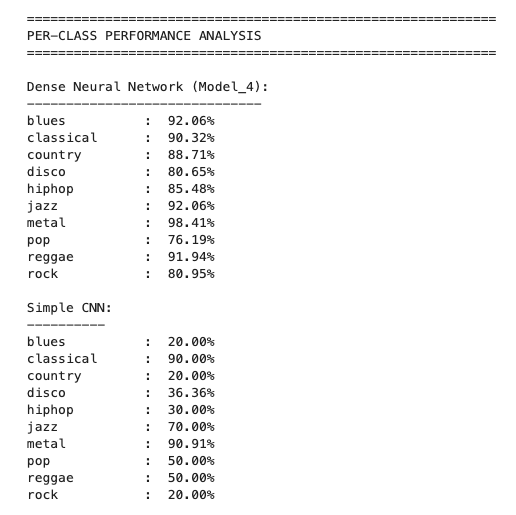 ============================================================
PER-CLASS PERFORMANCE ANALYSIS
============================================================
Dense Neural Network (Model_4):
------------------------------
blues           :  92.06%
classical       :  90.32%
country         :  88.71%
disco           :  80.65%
hiphop          :  85.48%
jazz            :  92.06%
metal           :  98.41%
pop             :  76.19%
reggae          :  91.94%
rock            :  80.95%
Simple CNN:
----------
blues           :  20.00%
classical       :  90.00%
country         :  20.00%
disco           :  36.36%
hiphop          :  30.00%
jazz            :  70.00%
metal           :  90.91%
pop             :  50.00%
reggae          :  50.00%
rock            :  20.00%